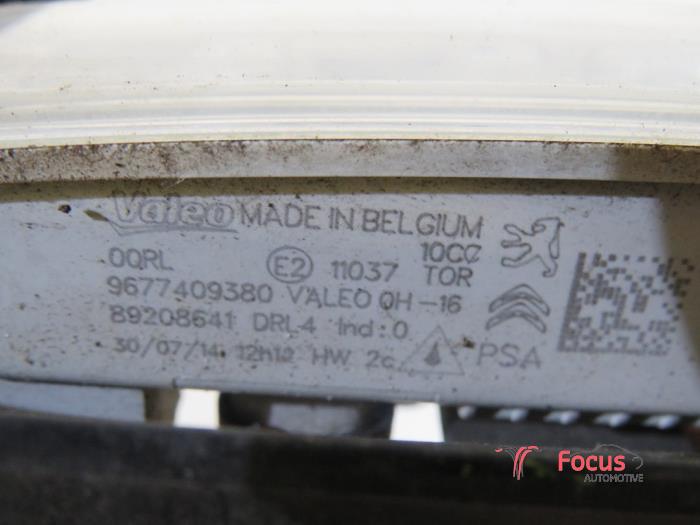 Valeo MADE IN BELGIUM
10CC
00RL E2 11037 TOR
9677409380 VALEO QH-16
89208641 DRL4 Ind:0
30/07/14 12h12 HW 2c PSA
Focus
AUTOMOTIVE